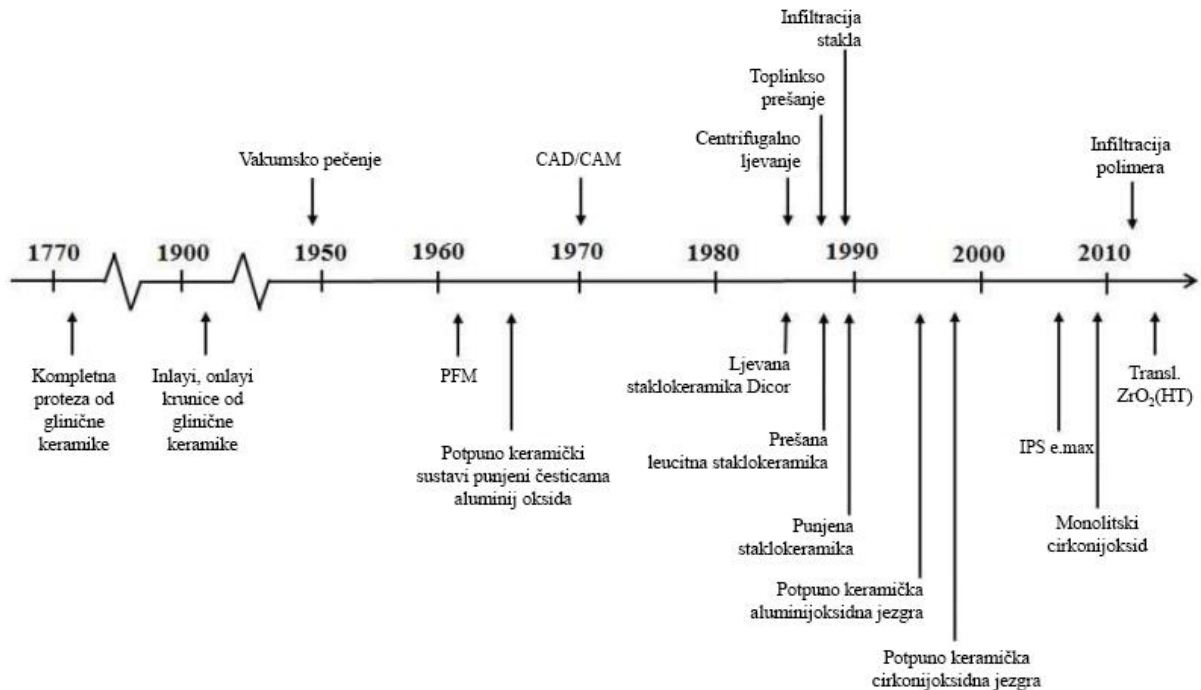 Infiltracija
stakla
Toplinkso
prešanje
Centrifugalno
ljevanje
Vakumsko pečenje
CAD/CAM
Infiltracija
polimera
1770
1900
1950
1960
1970
1980
1990
2000
2010
Kompletna
proteza od
glinične
keramike
Inlayi, onlayi
krunice od
glinične
keramike
PFM
Potpuno keramički
sustavi punjeni česticama
aluminij oksida
Ljevana
staklokeramika Dicor
Prešana
leucitna staklokeramika
Punjena
staklokeramika
Potpuno keramička
aluminijoksidna jezgra
Potpuno keramička
cirkonijoksidna jezgra
IPS e.max
Monolitski
cirkonijoksid
Transl.
ZrO₂(HT)